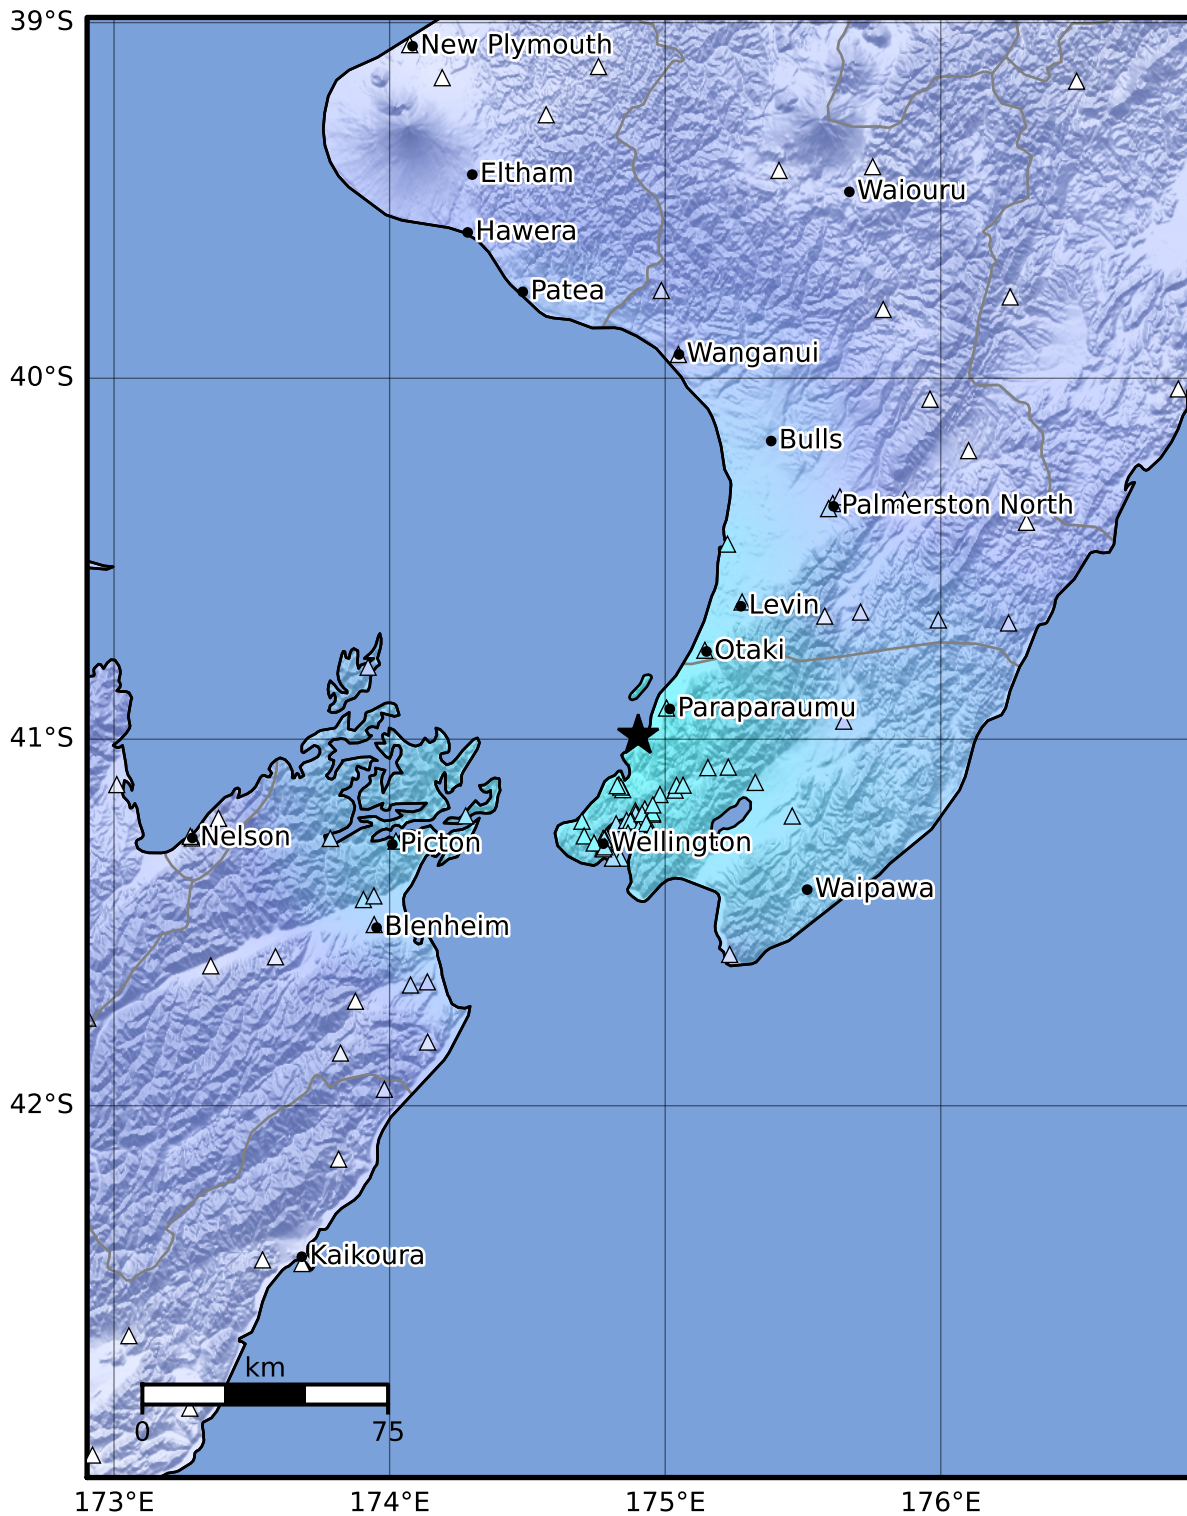 39°S
New Plymouth
Eltham
Waiouru
Hawera
Patea
Wanganui
40°S
Bulls
Palmerston North
Levin
Otaki
Paraparaumu
41°S
Nelson
Picton
Wellington
Waipawa
Blenheim
42°S
Kaikoura
km
0 75
173°E 174°E 175°E 176°E